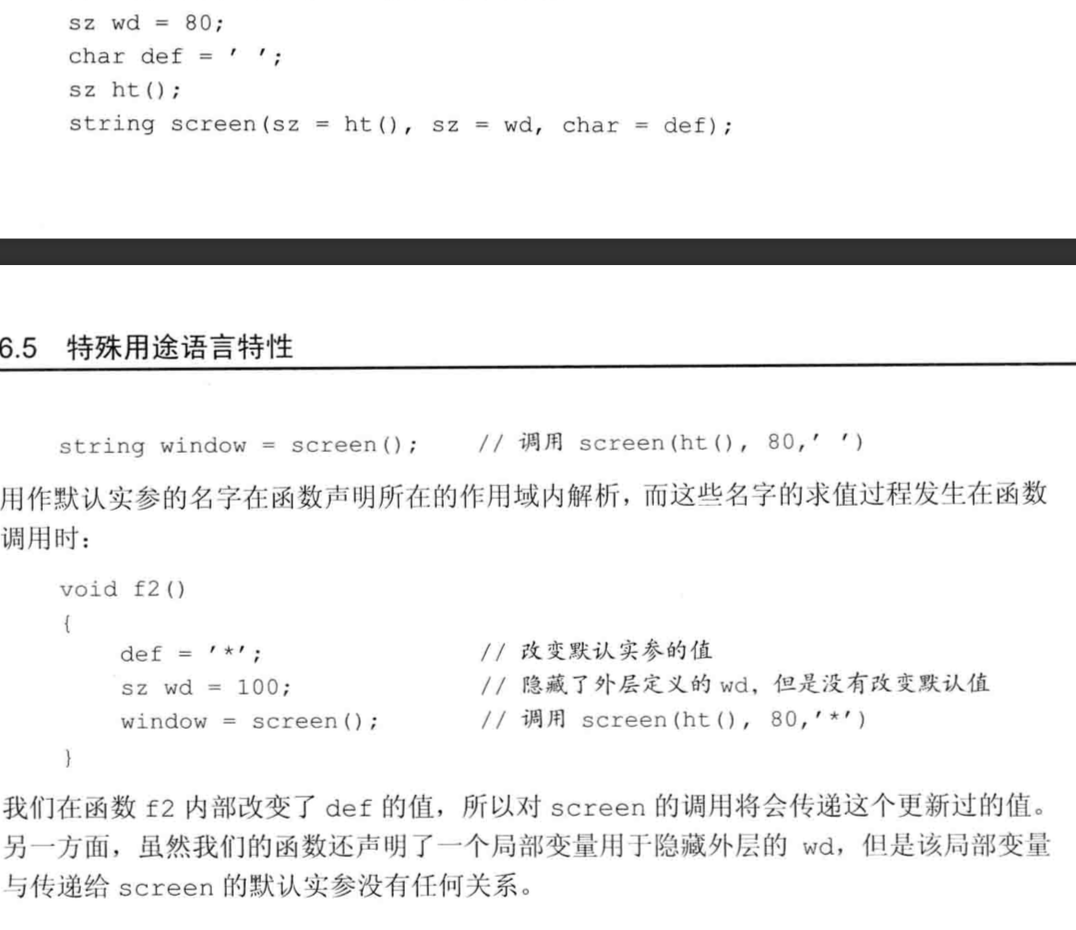 sz wd = 80;
char def = ' ';
sz ht();
string screen(sz = ht(), sz = wd, char = def);
6.5 特殊用途语言特性
string window = screen(); // 调用 screen(ht(), 80,' ')
用作默认实参的名字在函数声明所在的作用域内解析，而这些名字的求值过程发生在函数
调用时：
void f2()
{
def = '*'; // 改变默认实参的值
sz wd = 100; // 隐藏了外层定义的 wd，但是没有改变默认值
window = screen(); // 调用 screen(ht(), 80,'*')
}
我们在函数 f2 内部改变了 def 的值，所以对 screen 的调用将会传递这个更新过的值。
另一方面，虽然我们的函数还声明了一个局部变量用于隐藏外层的 wd，但是该局部变量
与传递给 screen 的默认实参没有任何关系。